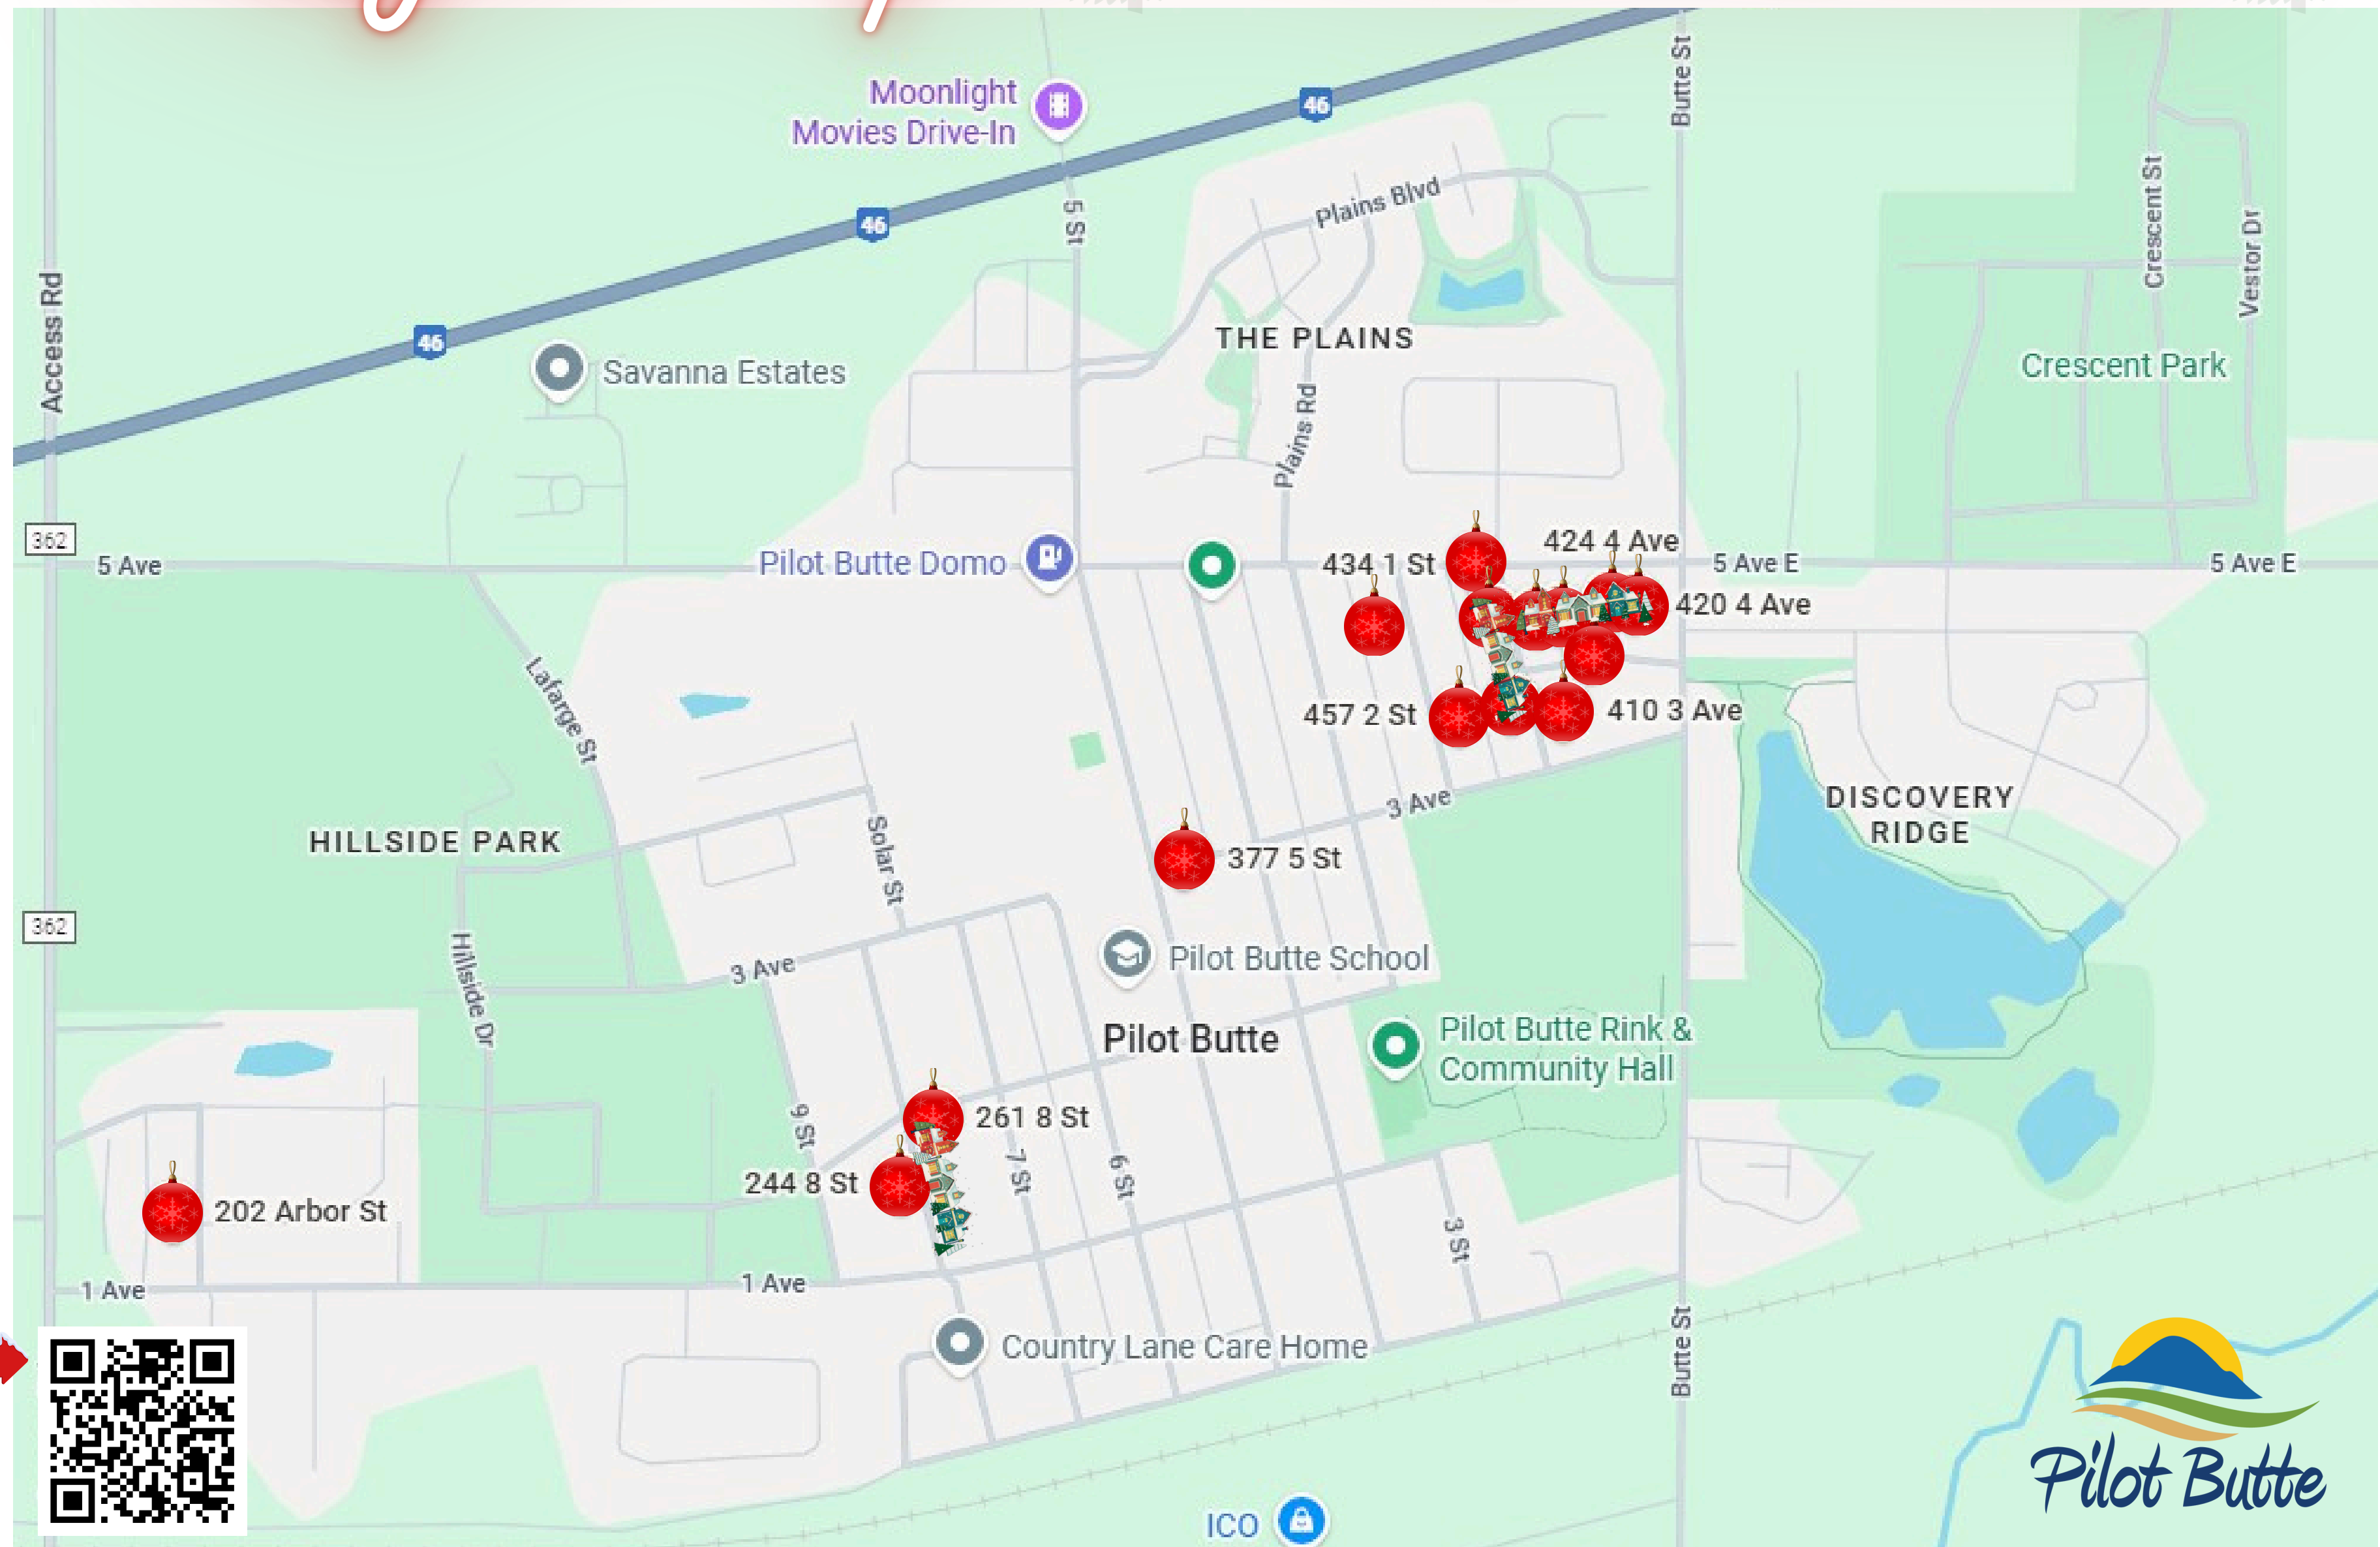 Moonlight
Movies Drive-In
46
Butte St
46
5 St
Plains Blvd
Crescent St
Vestor Dr
Access Rd
46
Savanna Estates
THE PLAINS
Crescent Park
Plains Rd
362
5 Ave
Pilot Butte Domo
434 1 St
424 4 Ave
5 Ave E
5 Ave E
420 4 Ave
Lafarge St
457 2 St
410 3 Ave
DISCOVERY
RIDGE
3 Ave
HILLSIDE PARK
Solar St
377 5 St
362
Hillside Dr
3 Ave
Pilot Butte School
Pilot Butte
Pilot Butte Rink &
Community Hall
9 St
261 8 St
7 St
6 St
244 8 St
202 Arbor St
3 St
1 Ave
1 Ave
Country Lane Care Home
Butte St
Pilot Butte
ICO